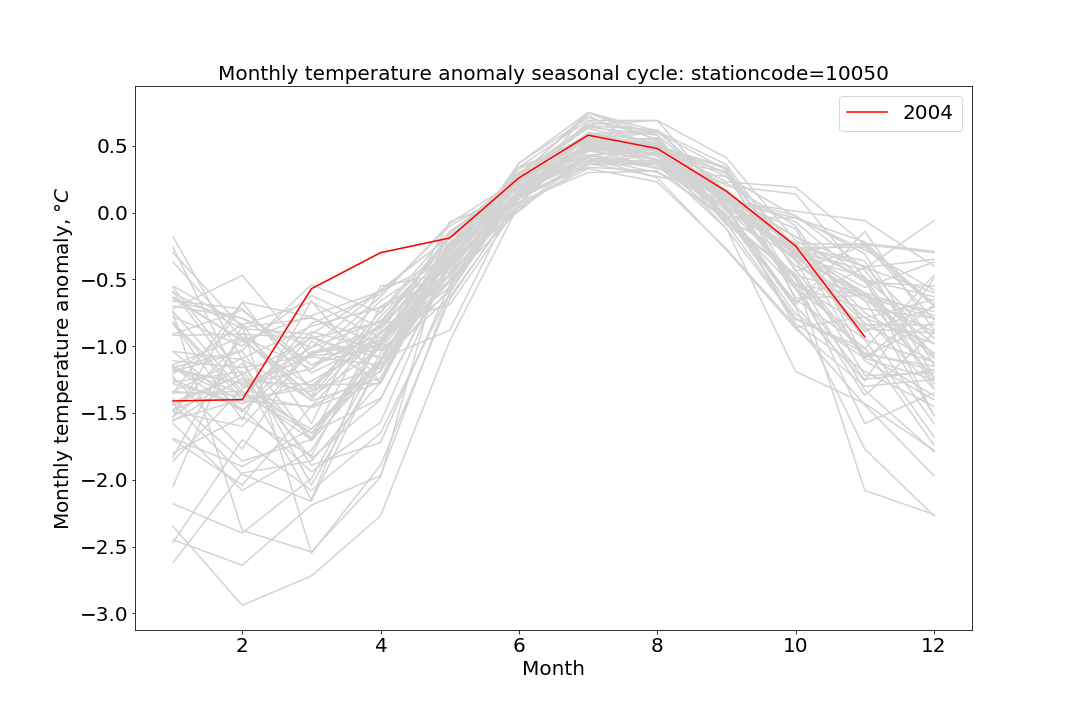 Monthly temperature anomaly seasonal cycle: stationcode=10050
2004
Monthly temperature anomaly, °C
0.5
0.0
−0.5
−1.0
−1.5
−2.0
−2.5
−3.0
2 4 6 8 10 12
Month